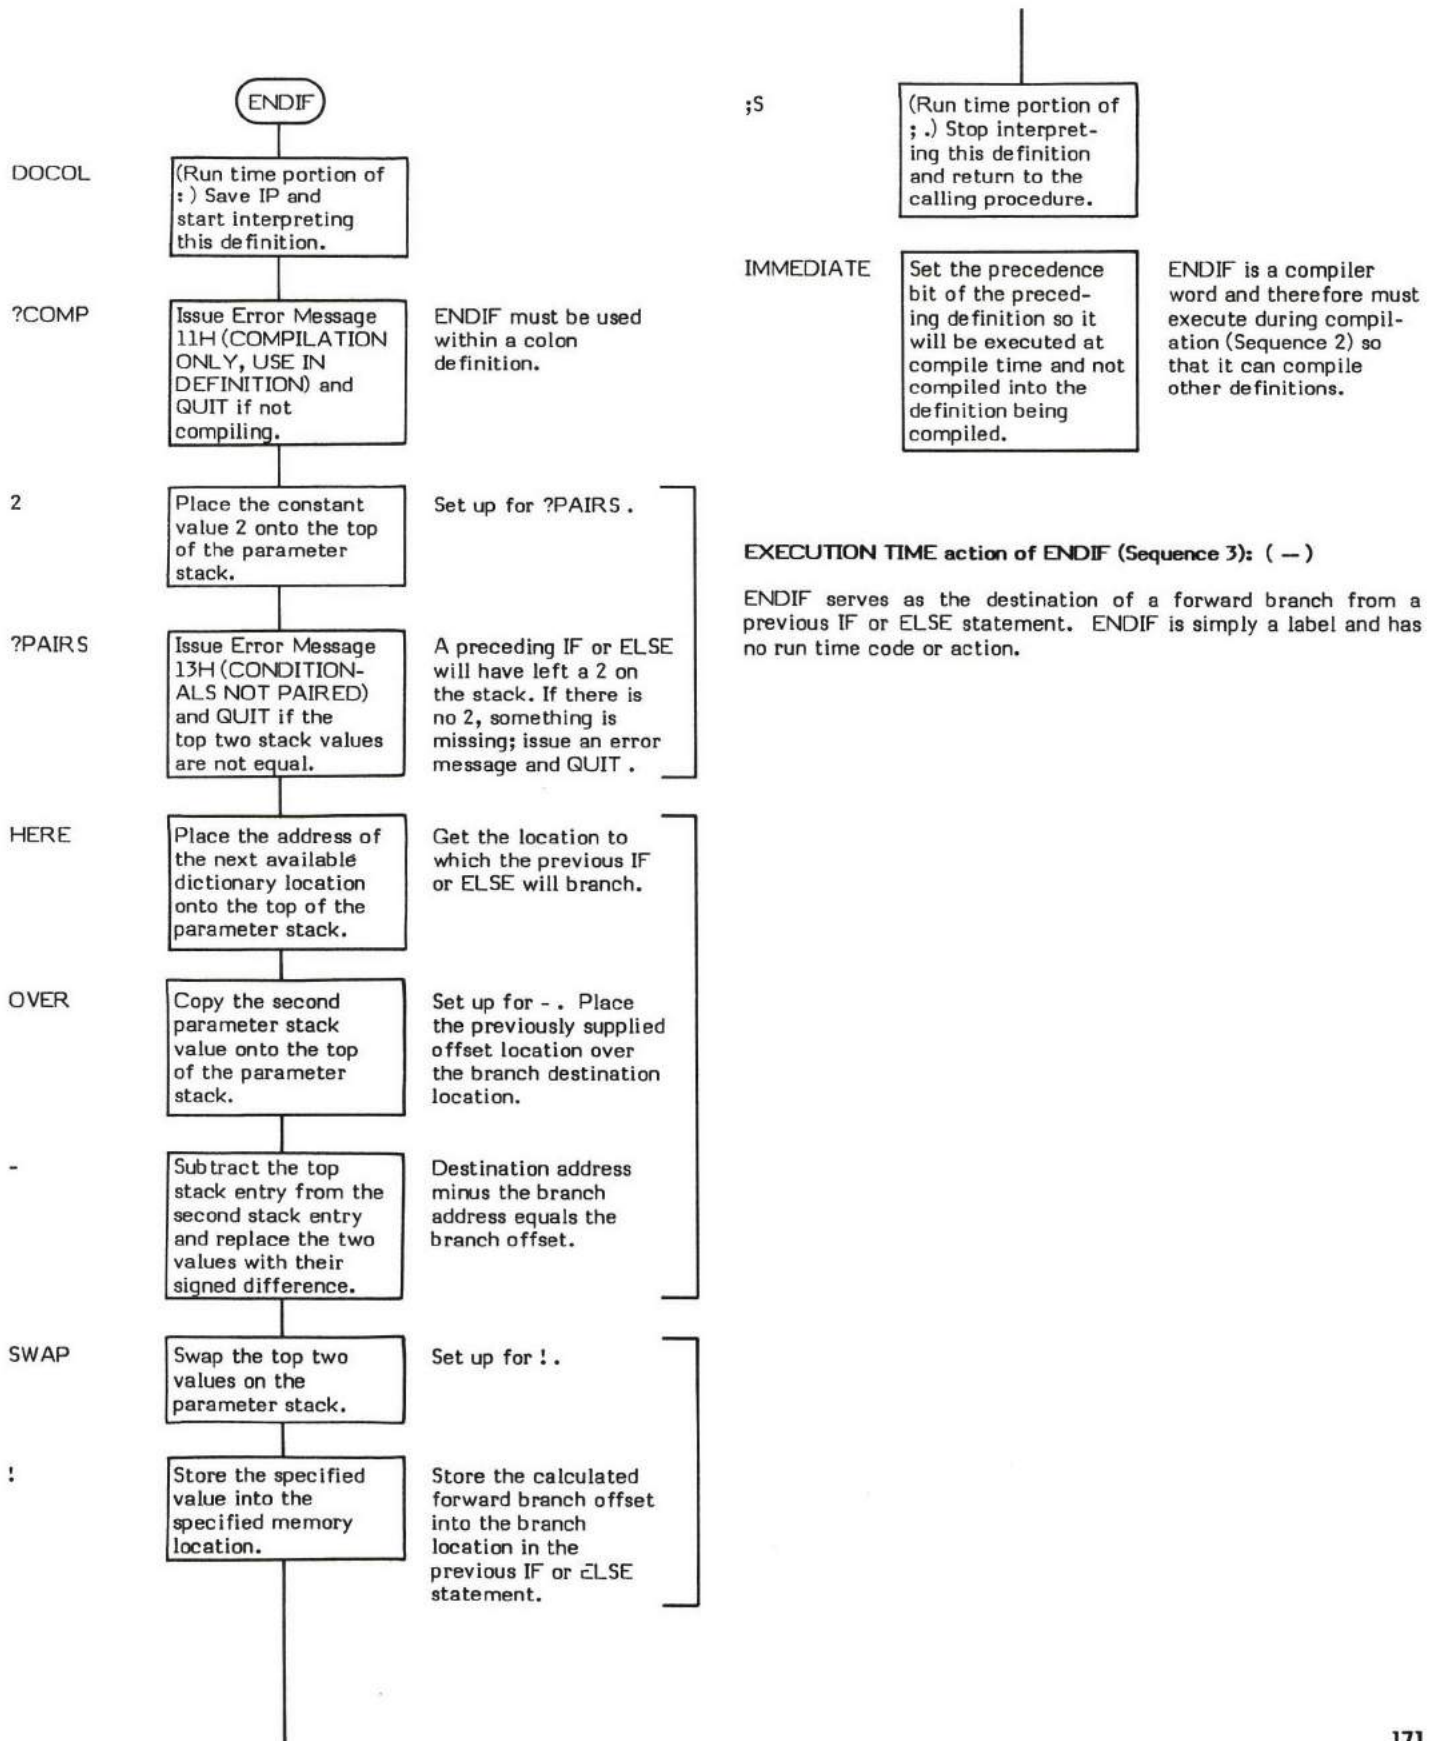 ENDIF
DOCOL
(Run time portion of
: ) Save IP and
start interpreting
this definition.
?COMP
Issue Error Message
11H (COMPILATION
ONLY, USE IN
DEFINITION) and
QUIT if not
compiling.
ENDIF must be used
within a colon
definition.
2
Place the constant
value 2 onto the top
of the parameter
stack.
Set up for ?PAIRS .
?PAIRS
Issue Error Message
13H (CONDITION-
ALS NOT PAIRED)
and QUIT if the
top two stack values
are not equal.
A preceding IF or ELSE
will have left a 2 on
the stack. If there is
no 2, something is
missing; issue an error
message and QUIT .
HERE
Place the address of
the next available
dictionary location
onto the top of the
parameter stack.
Get the location to
which the previous IF
or ELSE will branch.
OVER
Copy the second
parameter stack
value onto the top
of the parameter
stack.
Set up for - . Place
the previously supplied
offset location over
the branch destination
location.
-
Subtract the top
stack entry from the
second stack entry
and replace the two
values with their
signed difference.
Destination address
minus the branch
address equals the
branch offset.
SWAP
Swap the top two
values on the
parameter stack.
Set up for ! .
!
Store the specified
value into the
specified memory
location.
Store the calculated
forward branch offset
into the branch
location in the
previous IF or ELSE
statement.
;S
(Run time portion of
; .) Stop interpret-
ing this definition
and return to the
calling procedure.
IMMEDIATE
Set the precedence
bit of the preced-
ing definition so it
will be executed at
compile time and not
compiled into the
definition being
compiled.
ENDIF is a compiler
word and therefore must
execute during compil-
ation (Sequence 2) so
that it can compile
other definitions.
EXECUTION TIME action of ENDIF (Sequence 3): ( — )
ENDIF serves as the destination of a forward branch from a
previous IF or ELSE statement. ENDIF is simply a label and has
no run time code or action.
171